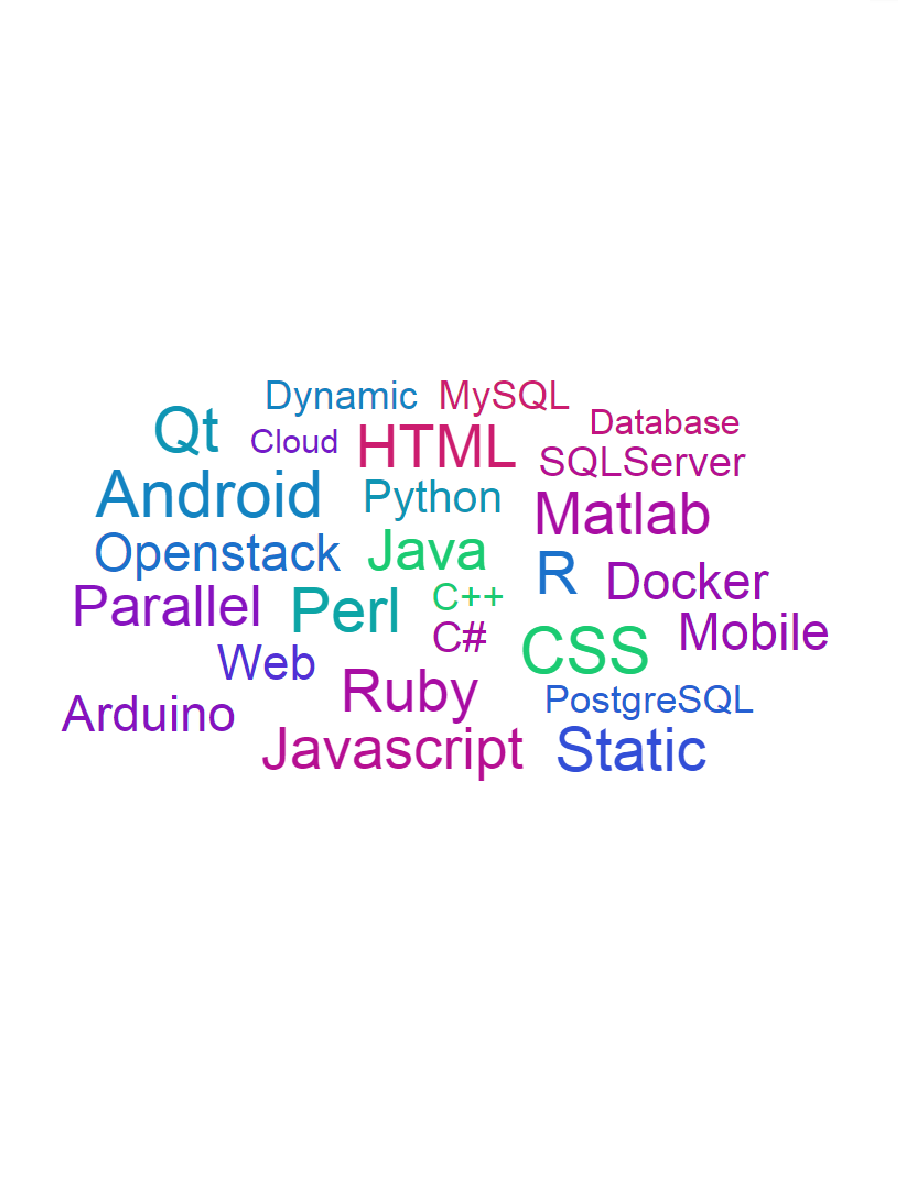 Dynamic MySQL
Qt Cloud HTML Database
SQLServer
Android Python Matlab
Openstack Java R Docker
Parallel Perl C++
C# CSS Mobile
Web Ruby PostgreSQL
Arduino Javascript Static